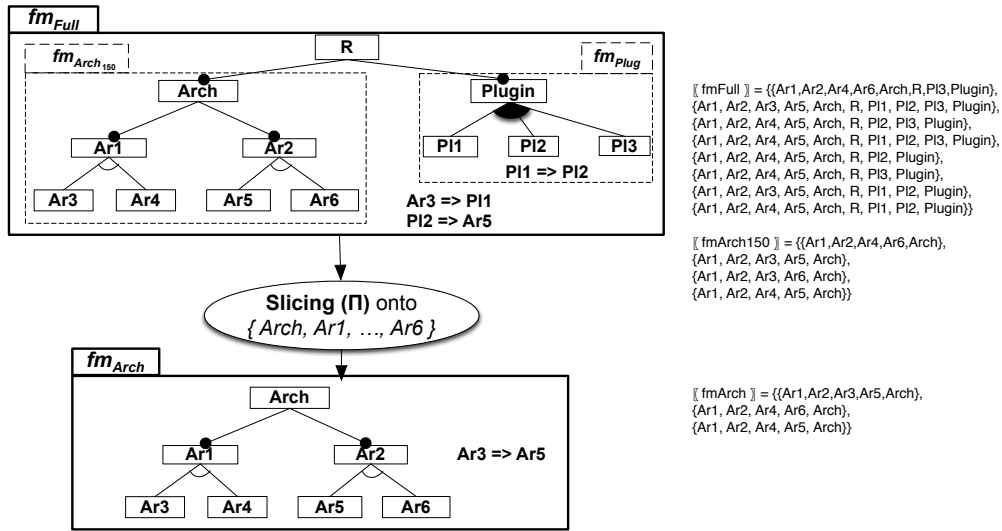 fm_Full
R
fm_Arch_150
fm_Plug
Arch
Plugin
Ar1
Ar2
Pl1
Pl2
Pl3
Pl1 => Pl2
Ar3
Ar4
Ar5
Ar6
Ar3 => Pl1
Pl2 => Ar5
⟦ fmFull ⟧ = {{Ar1,Ar2,Ar4,Ar6,Arch,R,Pl3,Plugin},
{Ar1, Ar2, Ar3, Ar5, Arch, R, Pl1, Pl2, Pl3, Plugin},
{Ar1, Ar2, Ar4, Ar5, Arch, R, Pl2, Pl3, Plugin},
{Ar1, Ar2, Ar4, Ar5, Arch, R, Pl1, Pl2, Pl3, Plugin},
{Ar1, Ar2, Ar4, Ar5, Arch, R, Pl2, Plugin},
{Ar1, Ar2, Ar4, Ar5, Arch, R, Pl3, Plugin},
{Ar1, Ar2, Ar3, Ar5, Arch, R, Pl1, Pl2, Plugin},
{Ar1, Ar2, Ar4, Ar5, Arch, R, Pl1, Pl2, Plugin}}
⟦ fmArch150 ⟧ = {{Ar1,Ar2,Ar4,Ar6,Arch},
{Ar1, Ar2, Ar3, Ar5, Arch},
{Ar1, Ar2, Ar3, Ar6, Arch},
{Ar1, Ar2, Ar4, Ar5, Arch}}
Slicing (Π) onto
{ Arch, Ar1, …, Ar6 }
fm_Arch
Arch
Ar1
Ar2
Ar3 => Ar5
Ar3
Ar4
Ar5
Ar6
⟦ fmArch ⟧ = {{Ar1,Ar2,Ar3,Ar5,Arch},
{Ar1, Ar2, Ar4, Ar6, Arch},
{Ar1, Ar2, Ar4, Ar5, Arch}}